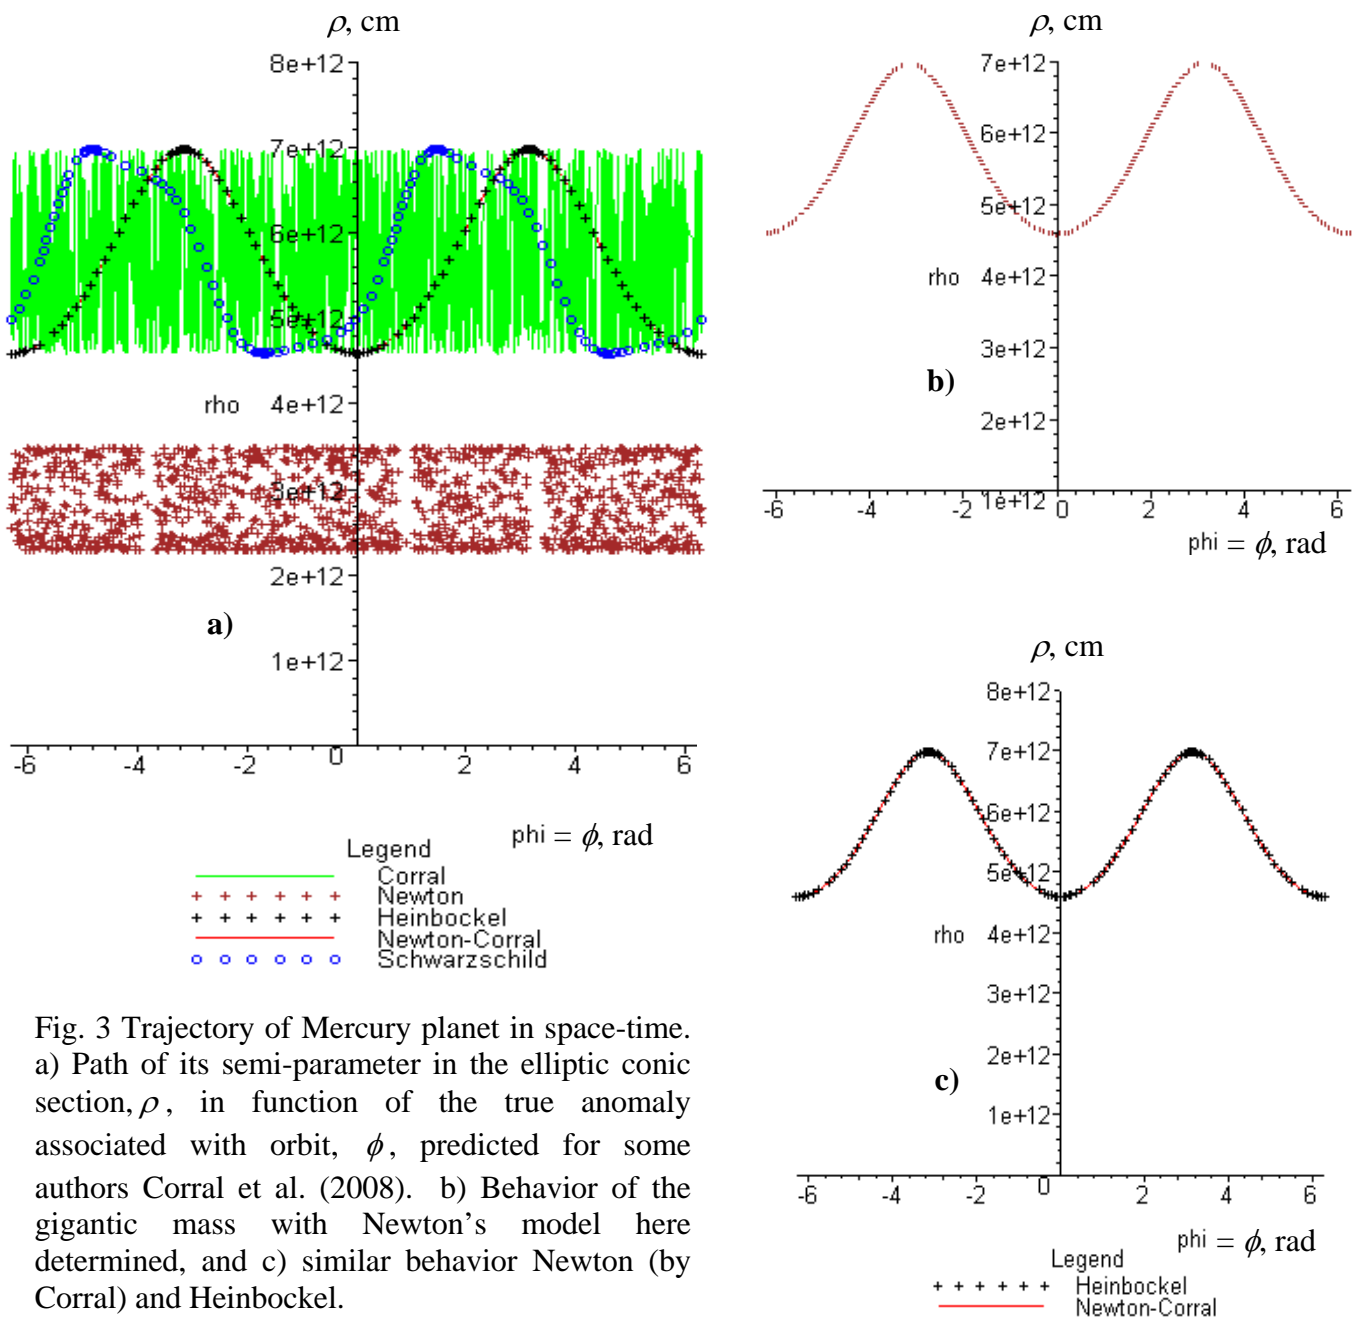 ρ, cm
8e+12
7e+12
6e+12
5e+12
rho 4e+12
3e+12
2e+12
a)
1e+12
-6 -4 -2 0 2 4 6
phi = ϕ, rad
Legend
Corral
Newton
Heinbockel
Newton-Corral
Schwarzschild
ρ, cm
7e+12
6e+12
5e+12
rho 4e+12
3e+12
b)
2e+12
1e+12
-6 -4 -2 0 2 4 6
phi = ϕ, rad
ρ, cm
8e+12
7e+12
6e+12
5e+12
rho 4e+12
3e+12
2e+12
c)
1e+12
-6 -4 -2 0 2 4 6
phi = ϕ, rad
Legend
Heinbockel
Newton-Corral
Fig. 3 Trajectory of Mercury planet in space-time.
a) Path of its semi-parameter in the elliptic conic
section, ρ, in function of the true anomaly
associated with orbit, ϕ, predicted for some
authors Corral et al. (2008). b) Behavior of the
gigantic mass with Newton’s model here
determined, and c) similar behavior Newton (by
Corral) and Heinbockel.